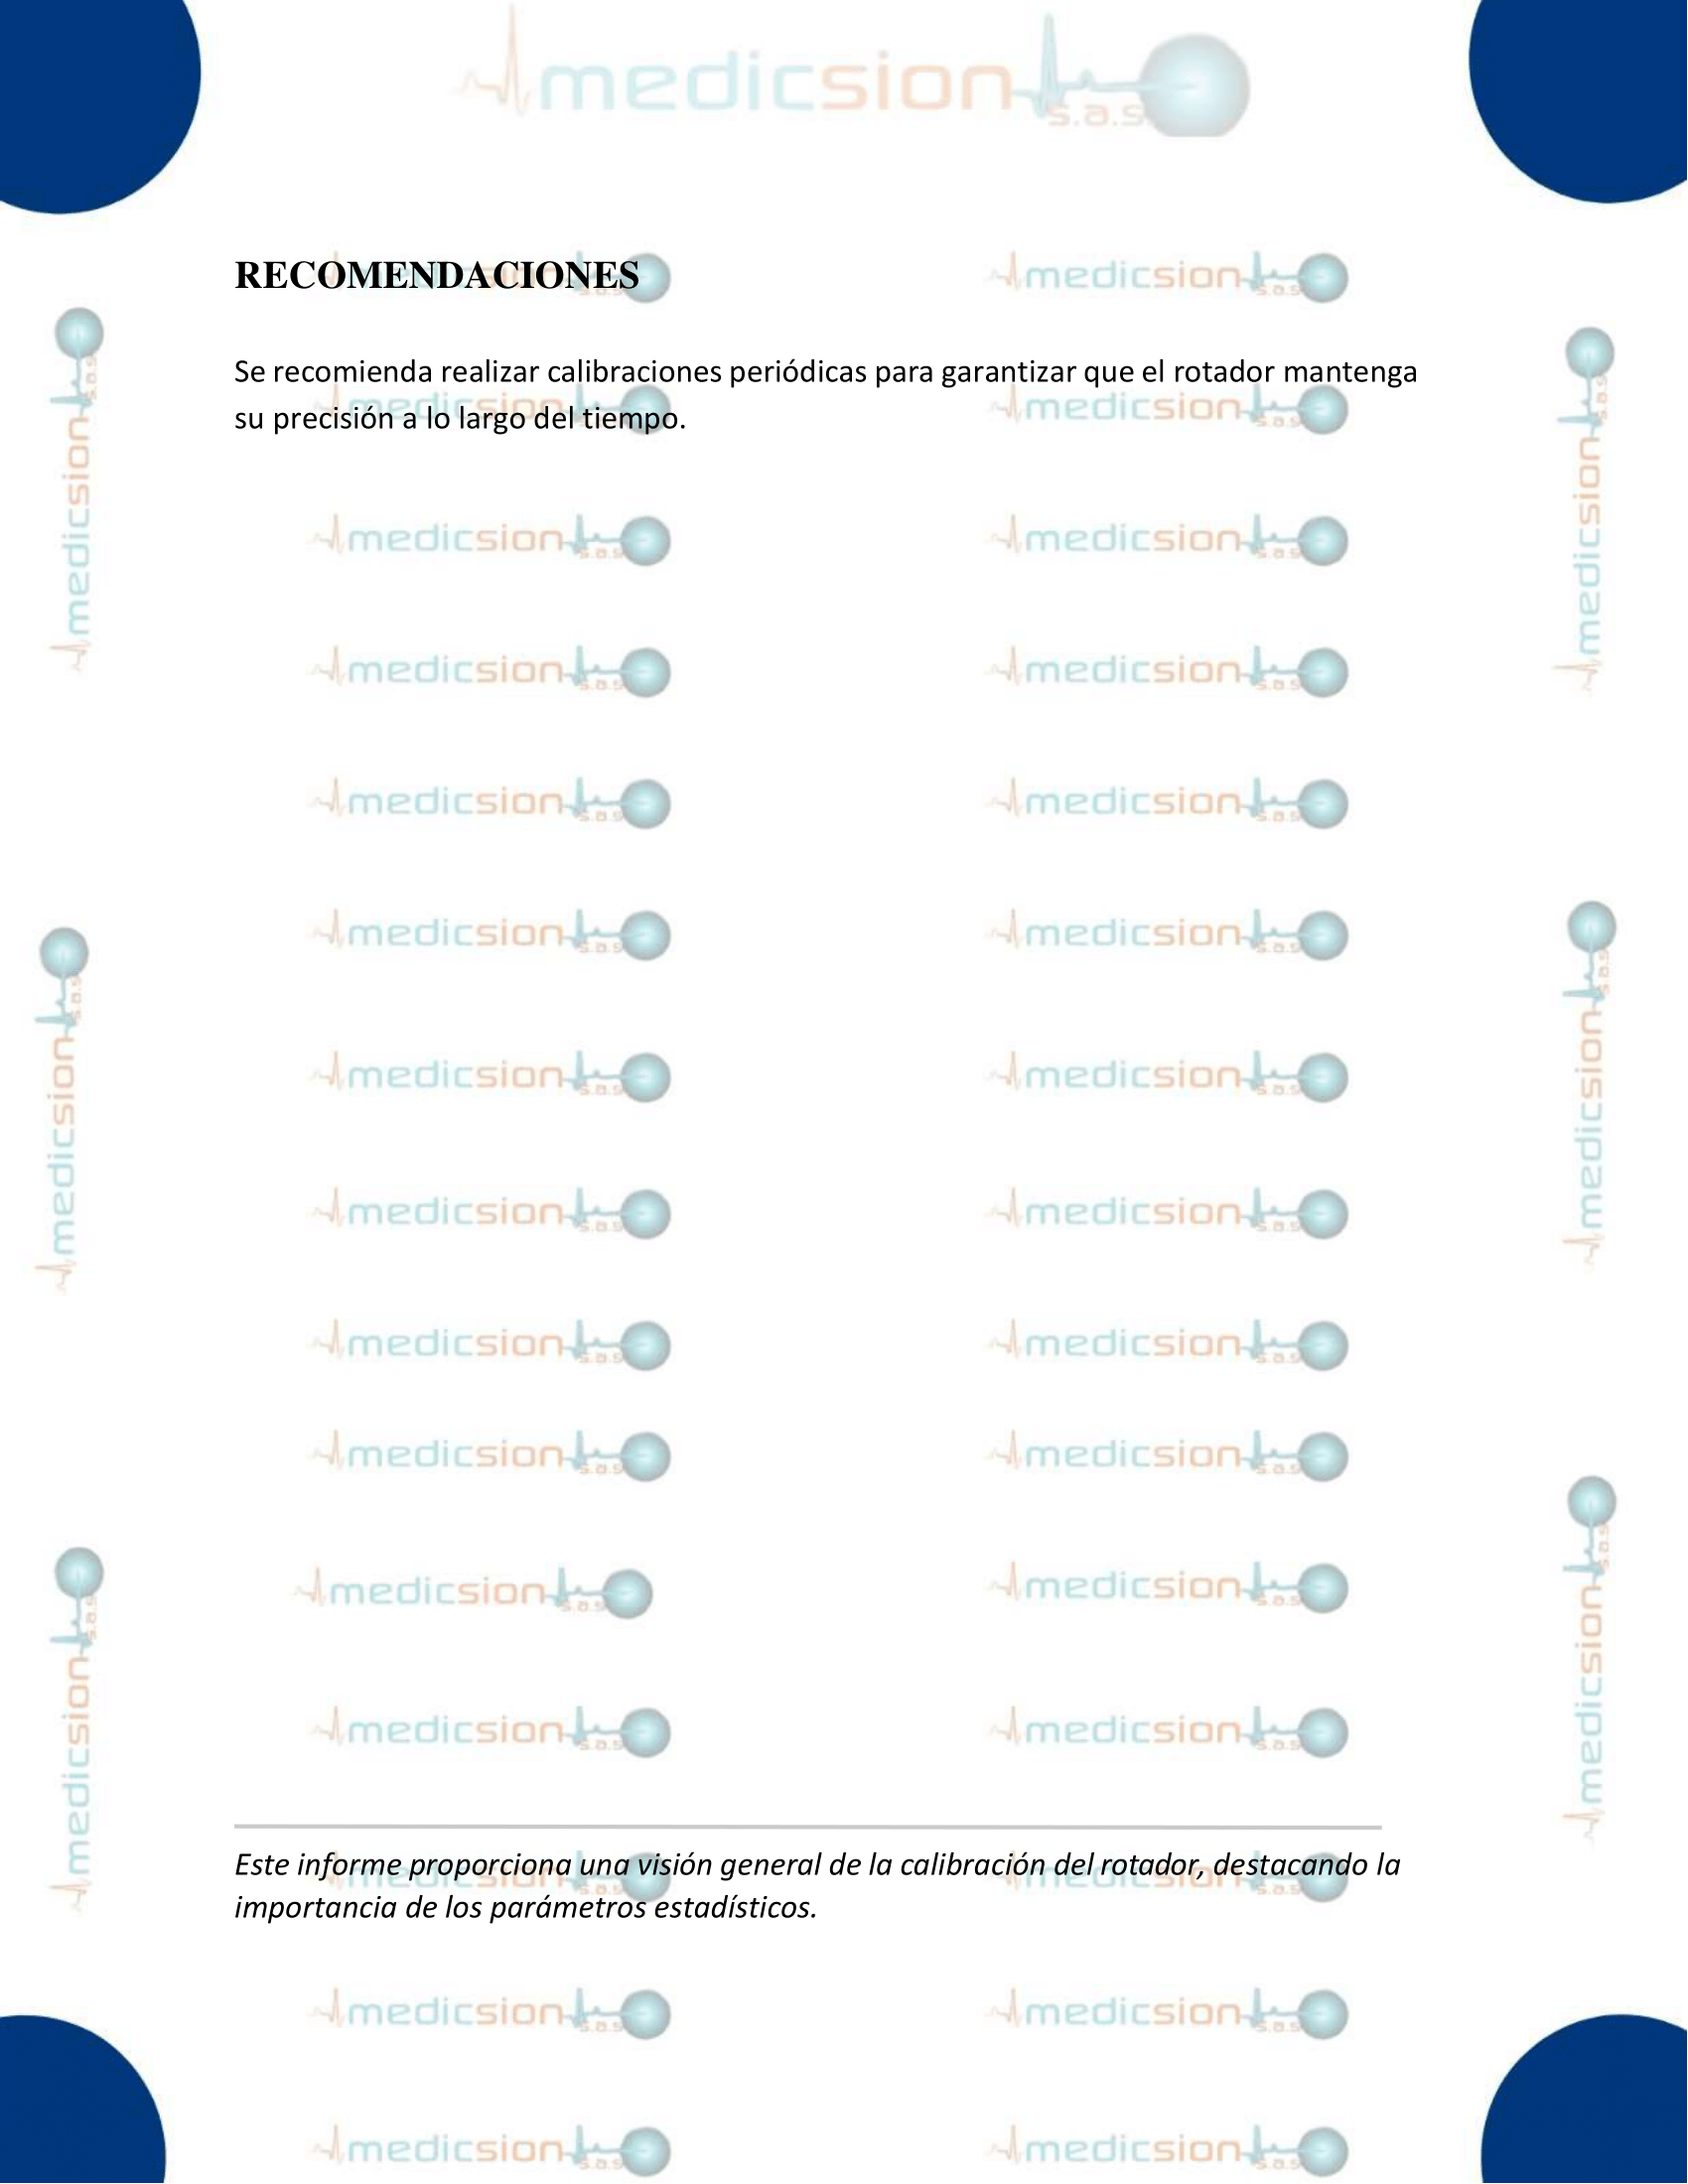 medicsion s.a.s
RECOMENDACIONES
Se recomienda realizar calibraciones periódicas para garantizar que el rotador mantenga
su precisión a lo largo del tiempo.
Este informe proporciona una visión general de la calibración del rotador, destacando la
importancia de los parámetros estadísticos.